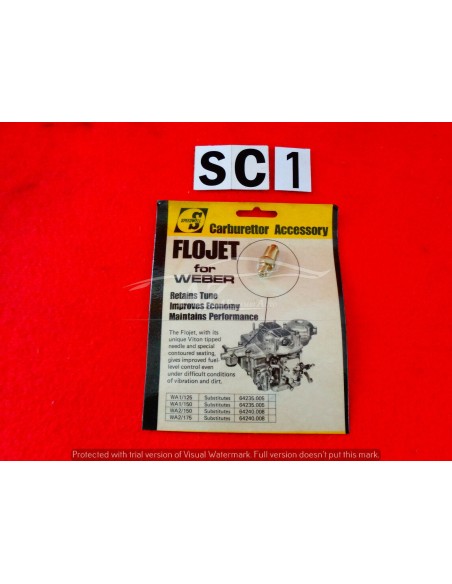 SC1
S
Carburettor Accessory
FLOJET
for
WEBER
Retains Tune
Improves Economy
Maintains Performance
The Flojet, with its
unique Viton tipped
needle and special
contoured seating,
gives improved fuel-
level control even
under difficult conditions
of vibration and dirt.
WA1/125 Substitutes 64235.005
WA1/150 Substitutes 64235.005
WA2/150 Substitutes 64240.008
WA2/175 Substitutes 64240.008
Protected with trial version of Visual Watermark. Full version doesn't put this mark.